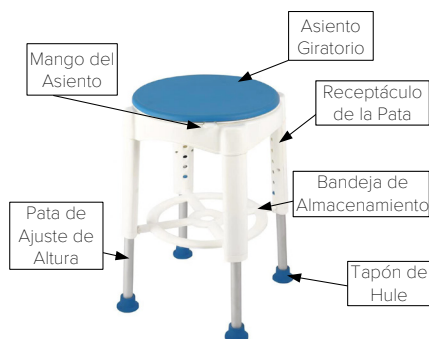 Asiento
Giratorio
Mango del
Asiento
Receptáculo
de la Pata
Bandeja de
Almacenamiento
Pata de
Ajuste de
Altura
Tapón de
Hule